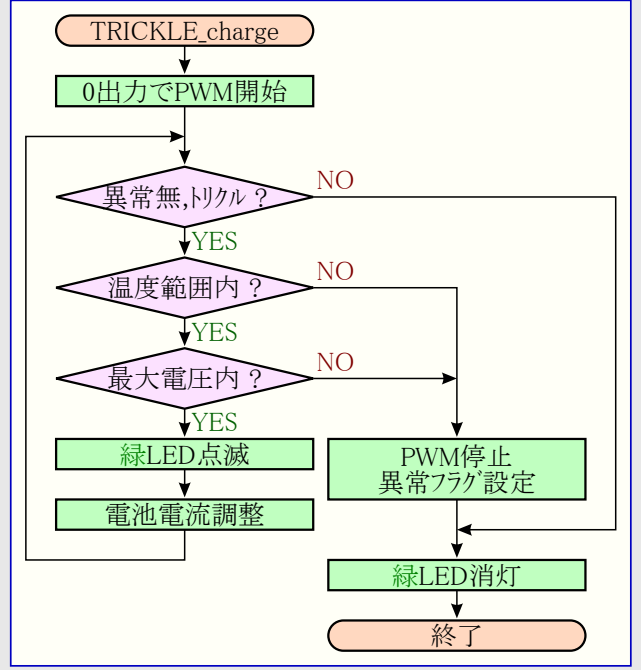 TRICKLE_charge
0出力でPWM開始
異常無,ﾄﾘｸﾙ ?
NO
YES
温度範囲内 ?
NO
YES
最大電圧内 ?
NO
YES
緑LED点滅
電池電流調整
PWM停止
異常ﾌﾗｸﾞ設定
緑LED消灯
終了